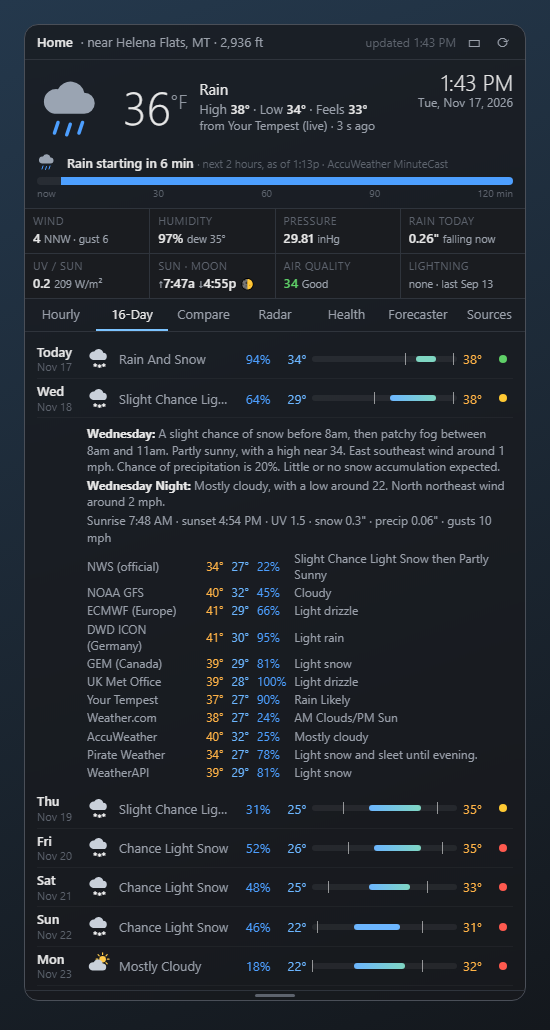 Home · near Helena Flats, MT · 2,936 ft
updated 1:43 PM
36°F
Rain
High 38° · Low 34° · Feels 33°
from Your Tempest (live) · 3 s ago
1:43 PM
Tue, Nov 17, 2026
Rain starting in 6 min · next 2 hours, as of 1:13p · AccuWeather MinuteCast
now 30 60 90 120 min
WIND HUMIDITY PRESSURE RAIN TODAY
4 NNW · gust 6 97% dew 35° 29.81 inHg 0.26" falling now
UV / SUN SUN · MOON AIR QUALITY LIGHTNING
0.2 209 W/m² ↑7:47a ↓4:55p 34 Good none · last Sep 13
Hourly 16-Day Compare Radar Health Forecaster Sources
Today
Nov 17
Rain And Snow 94% 34° 38°
Wed
Nov 18
Slight Chance Lig... 64% 29° 38°
Wednesday: A slight chance of snow before 8am, then patchy fog between
8am and 11am. Partly sunny, with a high near 34. East southeast wind around 1
mph. Chance of precipitation is 20%. Little or no snow accumulation expected.
Wednesday Night: Mostly cloudy, with a low around 22. North northeast wind
around 2 mph.
Sunrise 7:48 AM · sunset 4:54 PM · UV 1.5 · snow 0.3" · precip 0.06" · gusts 10
mph
NWS (official) 34° 27° 22% Slight Chance Light Snow then Partly
Sunny
NOAA GFS 40° 32° 45% Cloudy
ECMWF (Europe) 41° 29° 66% Light drizzle
DWD ICON
(Germany) 41° 30° 95% Light rain
GEM (Canada) 39° 29° 81% Light snow
UK Met Office 39° 28° 100% Light drizzle
Your Tempest 37° 27° 90% Rain Likely
Weather.com 38° 27° 24% AM Clouds/PM Sun
AccuWeather 40° 32° 25% Mostly cloudy
Pirate Weather 34° 27° 78% Light snow and sleet until evening.
WeatherAPI 39° 29° 81% Light snow
Thu
Nov 19
Slight Chance Lig... 31% 25° 35°
Fri
Nov 20
Chance Light Snow 52% 26° 35°
Sat
Nov 21
Chance Light Snow 48% 25° 33°
Sun
Nov 22
Chance Light Snow 46% 22° 31°
Mon
Nov 23
Mostly Cloudy 18% 22° 32°